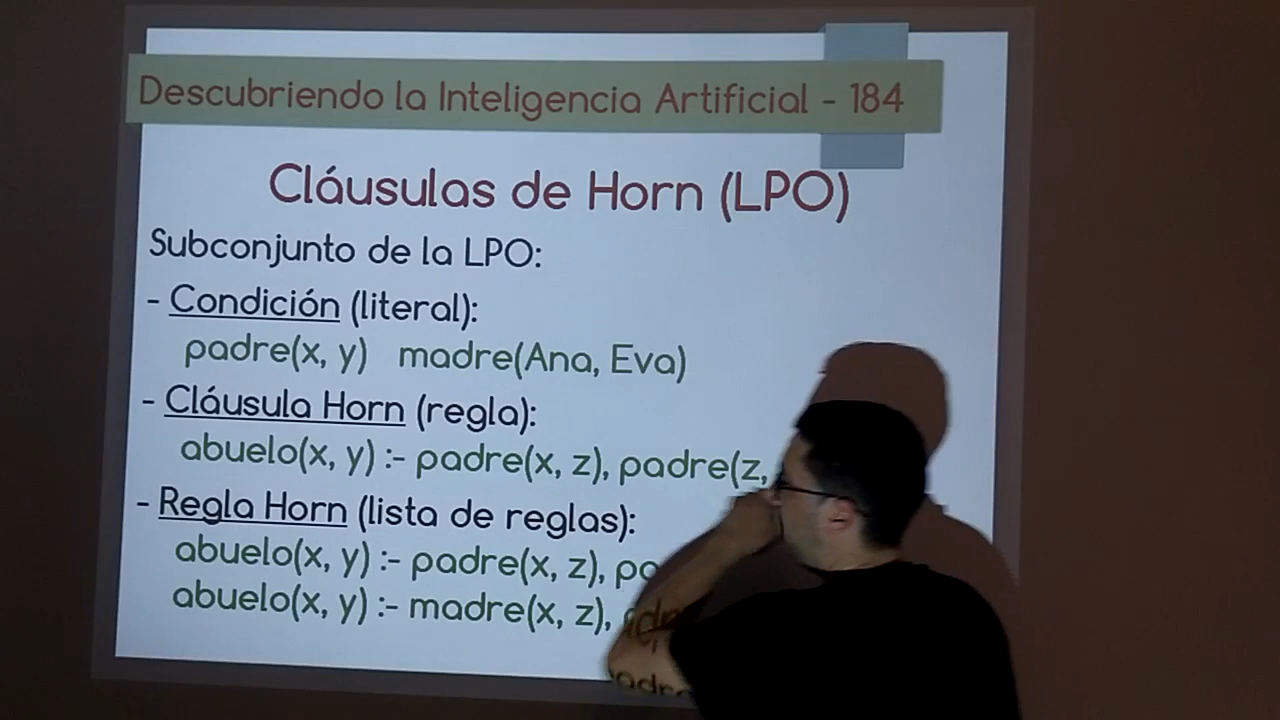 Descubriendo la Inteligencia Artificial - 184
Cláusulas de Horn (LPO)
Subconjunto de la LPO:
- Condición (literal):
padre(x, y) madre(Ana, Eva)
- Cláusula Horn (regla):
abuelo(x, y) :- padre(x, z), padre(z,
- Regla Horn (lista de reglas):
abuelo(x, y) :- padre(x, z),
abuelo(x, y) :- madre(x, z),